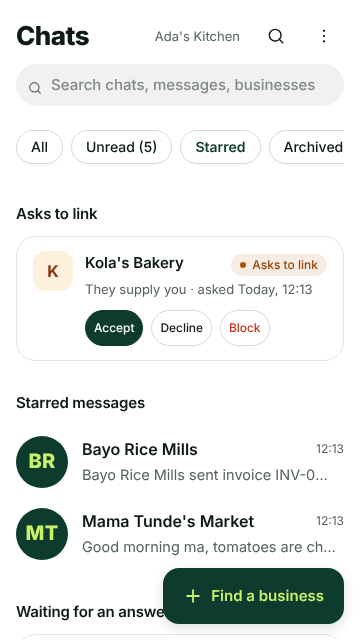 Chats
Ada's Kitchen
Search chats, messages, businesses
All
Unread (5)
Starred
Archived
Asks to link
K
Kola's Bakery
Asks to link
They supply you · asked Today, 12:13
Accept
Decline
Block
Starred messages
BR
Bayo Rice Mills
12:13
Bayo Rice Mills sent invoice INV-0...
MT
Mama Tunde's Market
12:13
Good morning ma, tomatoes are ch...
+ Find a business
Waiting for an